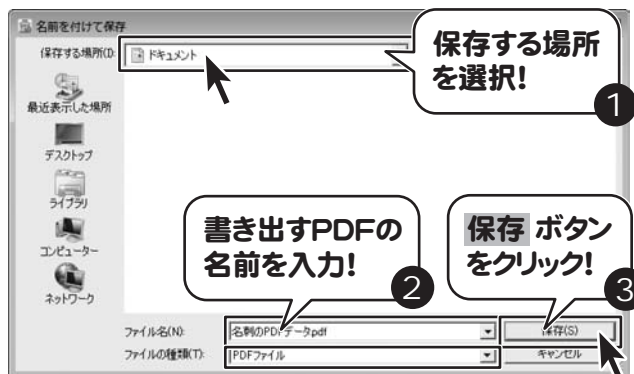 名前を付けて保存
保存する場所(I):
ドキュメント
保存する場所
を選択!
1
最近表示した場所
デスクトップ
ライブラリ
コンピューター
ネットワーク
書き出すPDFの
名前を入力!
2
保存 ボタン
をクリック!
3
ファイル名(N):
名刺のPDFデータpdf
保存(S)
ファイルの種類(T):
PDFファイル
キャンセル